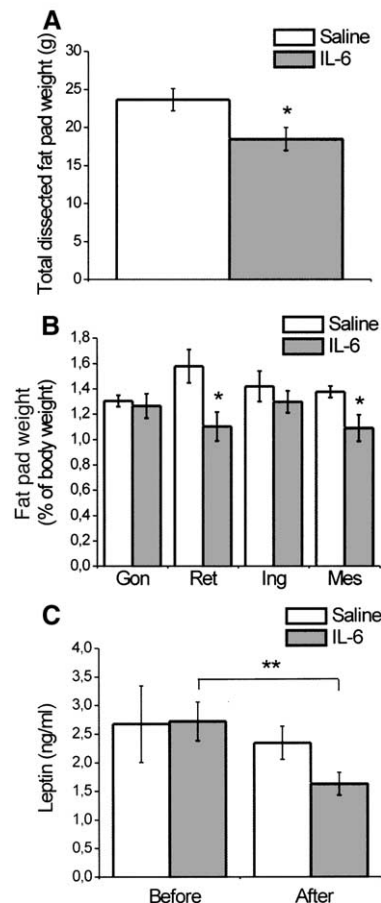 A
Saline
IL-6
Total dissected fat pad weight (g)
30
25
20
15
10
5
0
*
B
Saline
IL-6
Fat pad weight
(% of body weight)
1,8
1,6
1,4
1,2
1,0
0,8
0,6
0,4
0,2
0,0
*
*
Gon Ret Ing Mes
C
Saline
IL-6
Leptin (ng/ml)
4,0
3,5
3,0
2,5
2,0
1,5
1,0
0,5
0,0
**
Before After